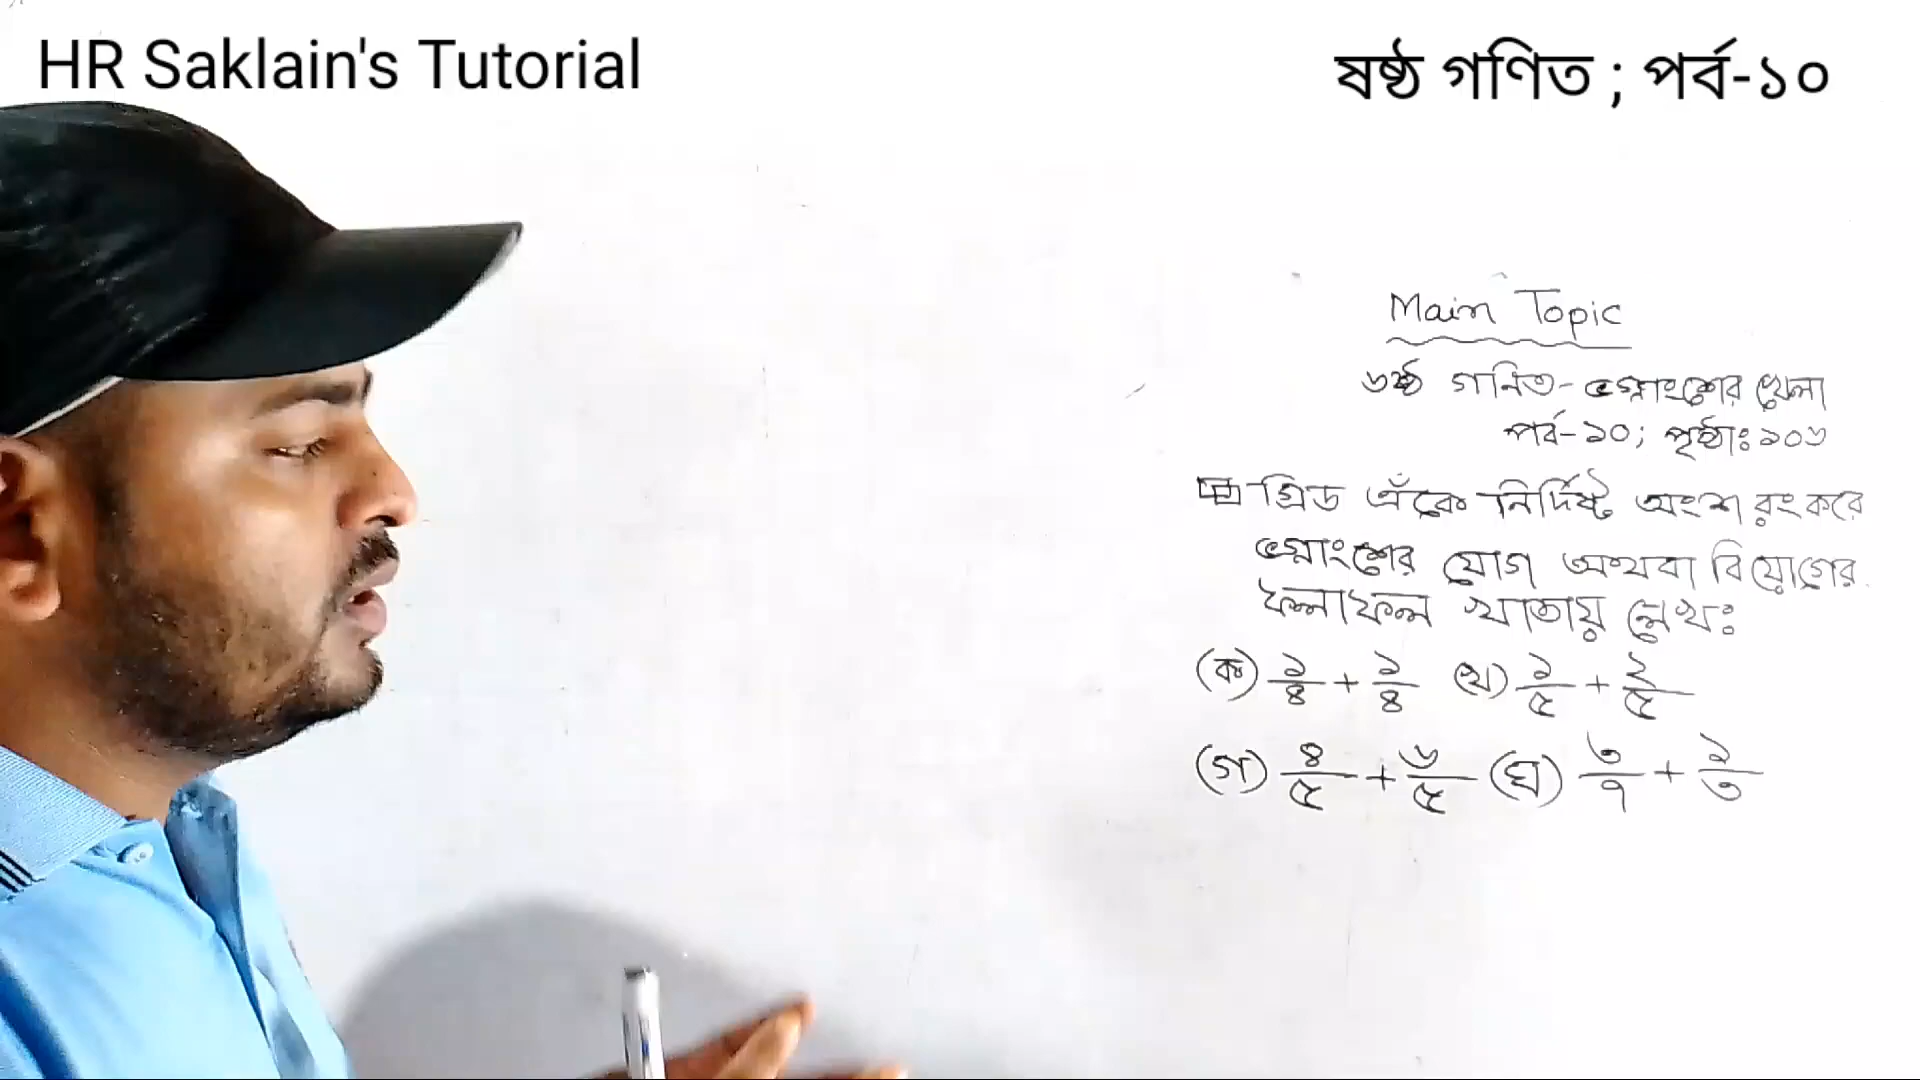 HR Saklain's Tutorial
ষষ্ঠ গণিত ; পর্ব-১০
Main Topic
৬ষ্ঠ গনিত- ভগ্নাংশের খেলা
পর্ব-১০; পৃষ্ঠাঃ ১০৬
গ্রিড এঁকে নির্দিষ্ট অংশ রং করে
ভগ্নাংশের যোগ অথবা বিয়োগের
ফলাফল খাতায় লেখঃ
(ক) ১/৪ + ১/৪ (খ) ১/৫ + ২/৫
(গ) ৪/৫ + ৬/৫ (ঘ) ৩/৭ + ১/৩